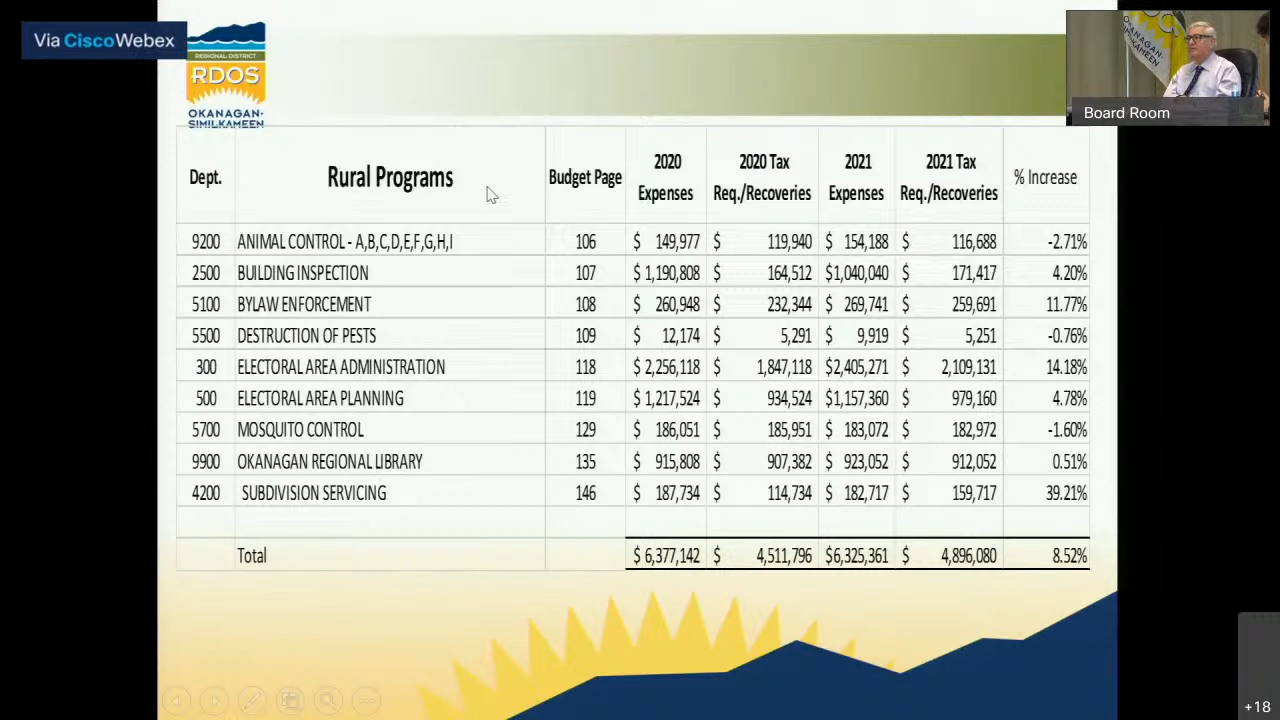 Via CiscoWebex
REGIONAL DISTRICT
RDOS
OKANAGAN-
SIMILKAMEEN
OKANAGAN-
SIMILKAMEEN
Board Room
Dept. Rural Programs Budget Page 2020 Expenses 2020 Tax Req./Recoveries 2021 Expenses 2021 Tax Req./Recoveries % Increase
9200 ANIMAL CONTROL - A,B,C,D,E,F,G,H,I 106 $ 149,977 $ 119,940 $ 154,188 $ 116,688 -2.71%
2500 BUILDING INSPECTION 107 $ 1,190,808 $ 164,512 $1,040,040 $ 171,417 4.20%
5100 BYLAW ENFORCEMENT 108 $ 260,948 $ 232,344 $ 269,741 $ 259,691 11.77%
5500 DESTRUCTION OF PESTS 109 $ 12,174 $ 5,291 $ 9,919 $ 5,251 -0.76%
300 ELECTORAL AREA ADMINISTRATION 118 $ 2,256,118 $ 1,847,118 $2,405,271 $ 2,109,131 14.18%
500 ELECTORAL AREA PLANNING 119 $ 1,217,524 $ 934,524 $1,157,360 $ 979,160 4.78%
5700 MOSQUITO CONTROL 129 $ 186,051 $ 185,951 $ 183,072 $ 182,972 -1.60%
9900 OKANAGAN REGIONAL LIBRARY 135 $ 915,808 $ 907,382 $ 923,052 $ 912,052 0.51%
4200 SUBDIVISION SERVICING 146 $ 187,734 $ 114,734 $ 182,717 $ 159,717 39.21%
Total $ 6,377,142 $ 4,511,796 $6,325,361 $ 4,896,080 8.52%
+18